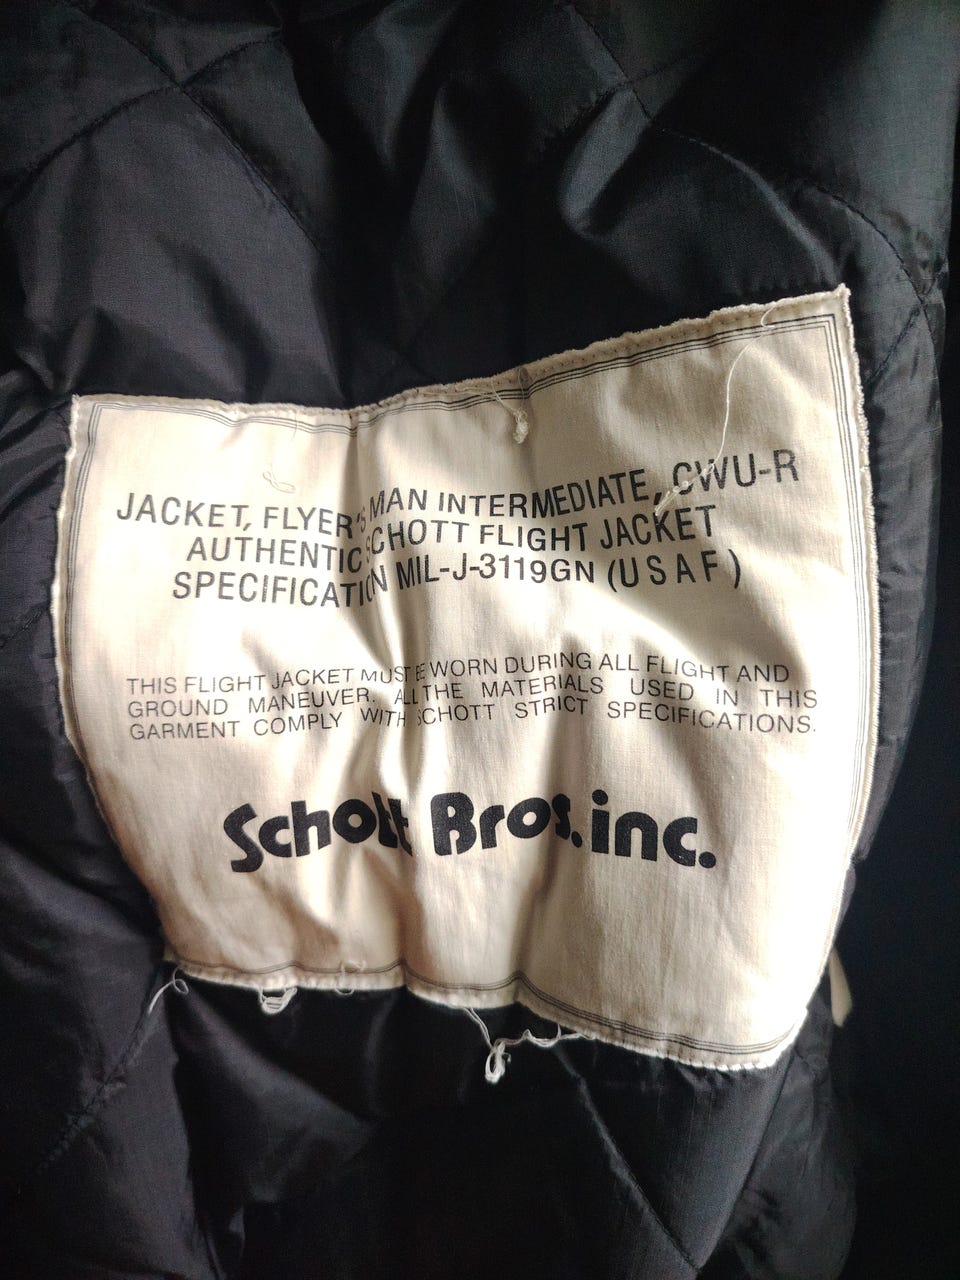 JACKET, FLYER'S MAN INTERMEDIATE, CWU-R
AUTHENTIC SCHOTT FLIGHT JACKET
SPECIFICATION MIL-J-3119GN (USAF)
THIS FLIGHT JACKET MUST BE WORN DURING ALL FLIGHT AND
GROUND MANEUVER. ALL THE MATERIALS USED IN THIS
GARMENT COMPLY WITH SCHOTT STRICT SPECIFICATIONS.
Schott Bros. inc.